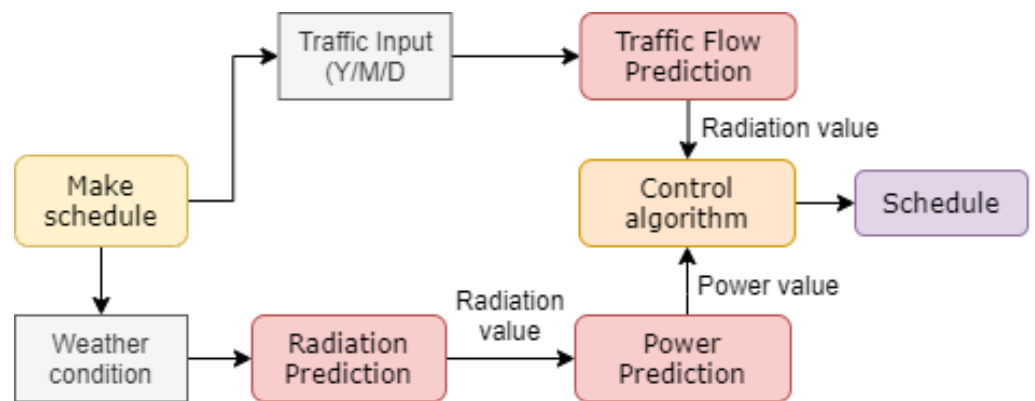 Traffic Input
(Y/M/D
Traffic Flow
Prediction
Radiation value
Make
schedule
Control
algorithm
Schedule
Power value
Radiation
value
Weather
condition
Radiation
Prediction
Power
Prediction